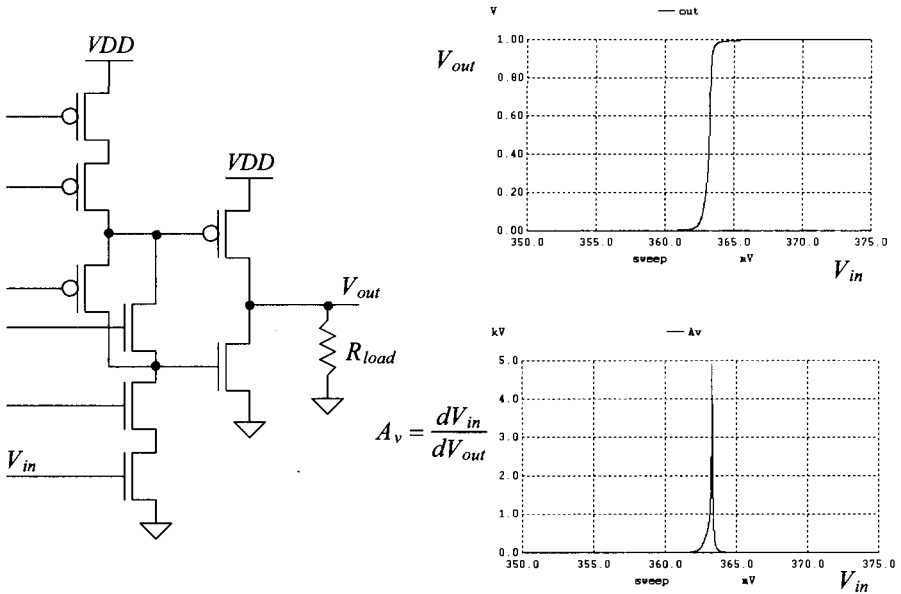 VDD
VDD
V_in
V_out
R_load
V
— out
V_out
1.00
0.80
0.60
0.40
0.20
0.00
350.0 355.0 360.0 365.0 370.0 375.0
sweep mV
V_in
kV
— Av
5.0
4.0
3.0
2.0
1.0
0.0
350.0 355.0 360.0 365.0 370.0 375.0
sweep mV
V_in
A_v = dV_in / dV_out